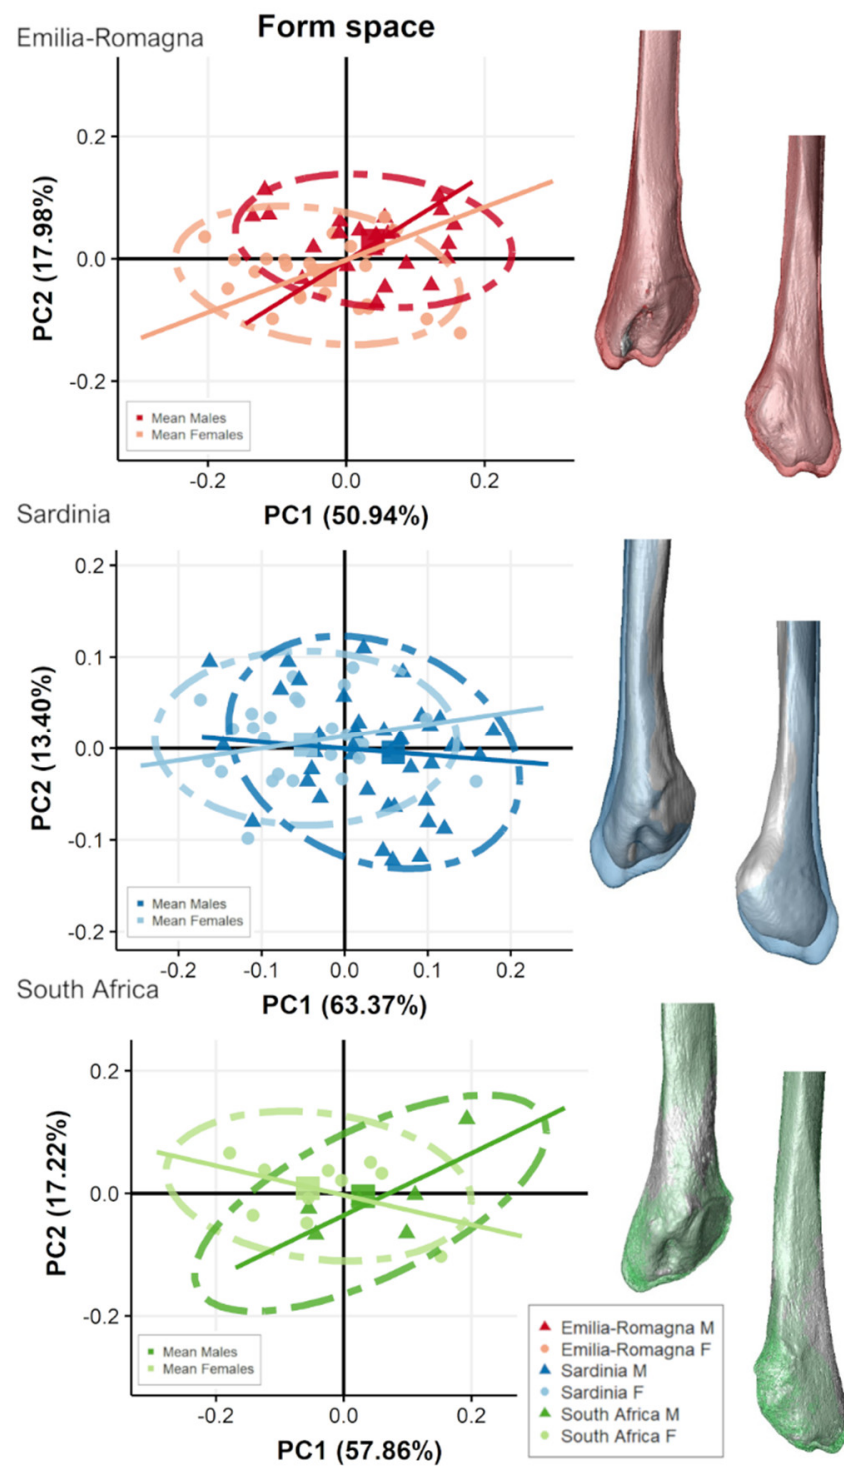 Form space
Emilia-Romagna
0.2
0.0
-0.2
PC2 (17.98%)
Mean Males
Mean Females
-0.2 0.0 0.2
PC1 (50.94%)
Sardinia
0.2
0.1
0.0
-0.1
-0.2
PC2 (13.40%)
Mean Males
Mean Females
-0.2 -0.1 0.0 0.1 0.2
PC1 (63.37%)
South Africa
0.2
0.0
-0.2
PC2 (17.22%)
Mean Males
Mean Females
-0.2 0.0 0.2
PC1 (57.86%)
Emilia-Romagna M
Emilia-Romagna F
Sardinia M
Sardinia F
South Africa M
South Africa F